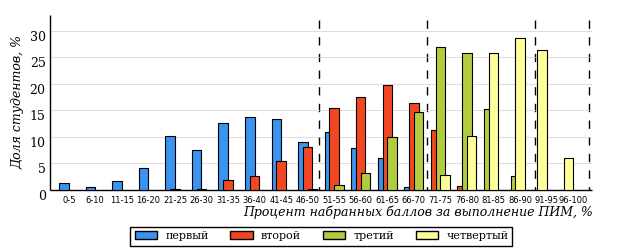 Доля студентов, %
30
25
20
15
10
5
0
0-5 6-10 11-15 16-20 21-25 26-30 31-35 36-40 41-45 46-50 51-55 56-60 61-65 66-70 71-75 76-80 81-85 86-90 91-95 96-100
Процент набранных баллов за выполнение ПИМ, %
первый второй третий четвертый